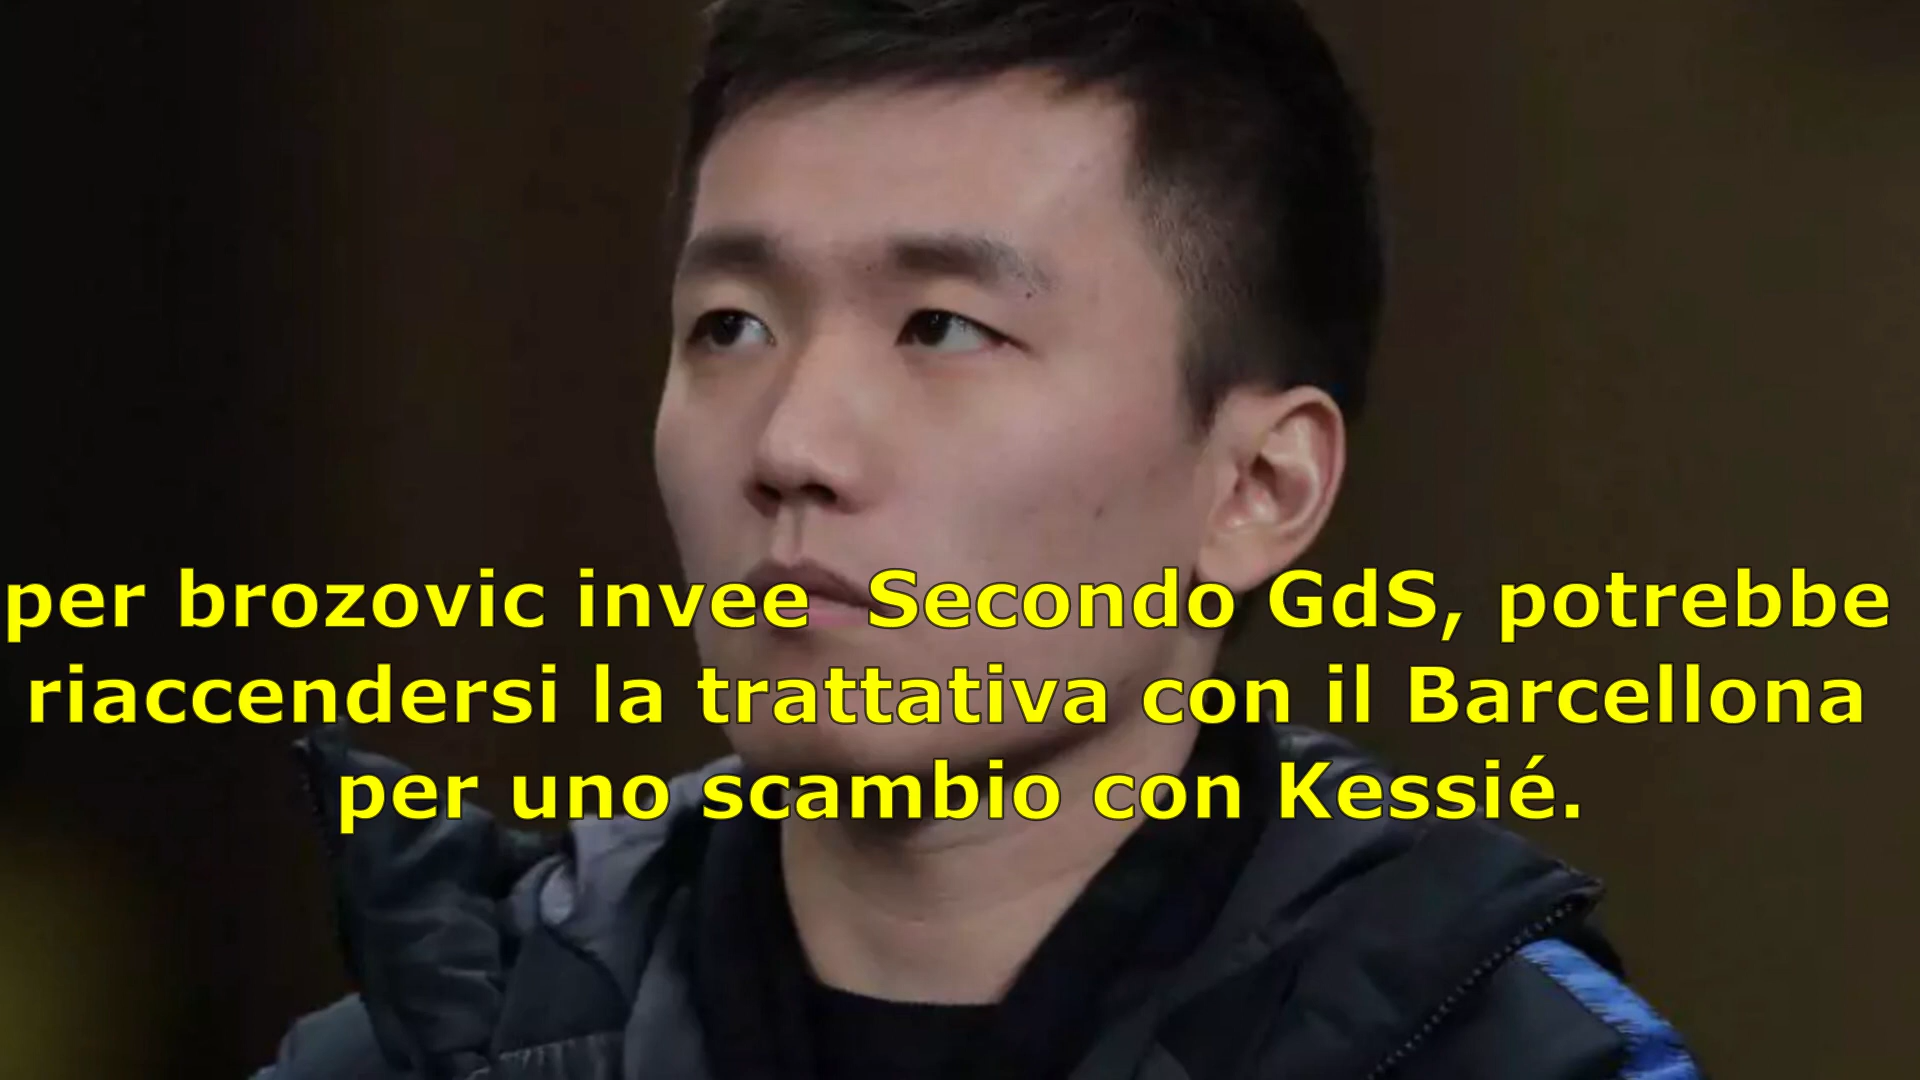 per brozovic invee  Secondo GdS, potrebbe
riaccendersi la trattativa con il Barcellona
per uno scambio con Kessié.